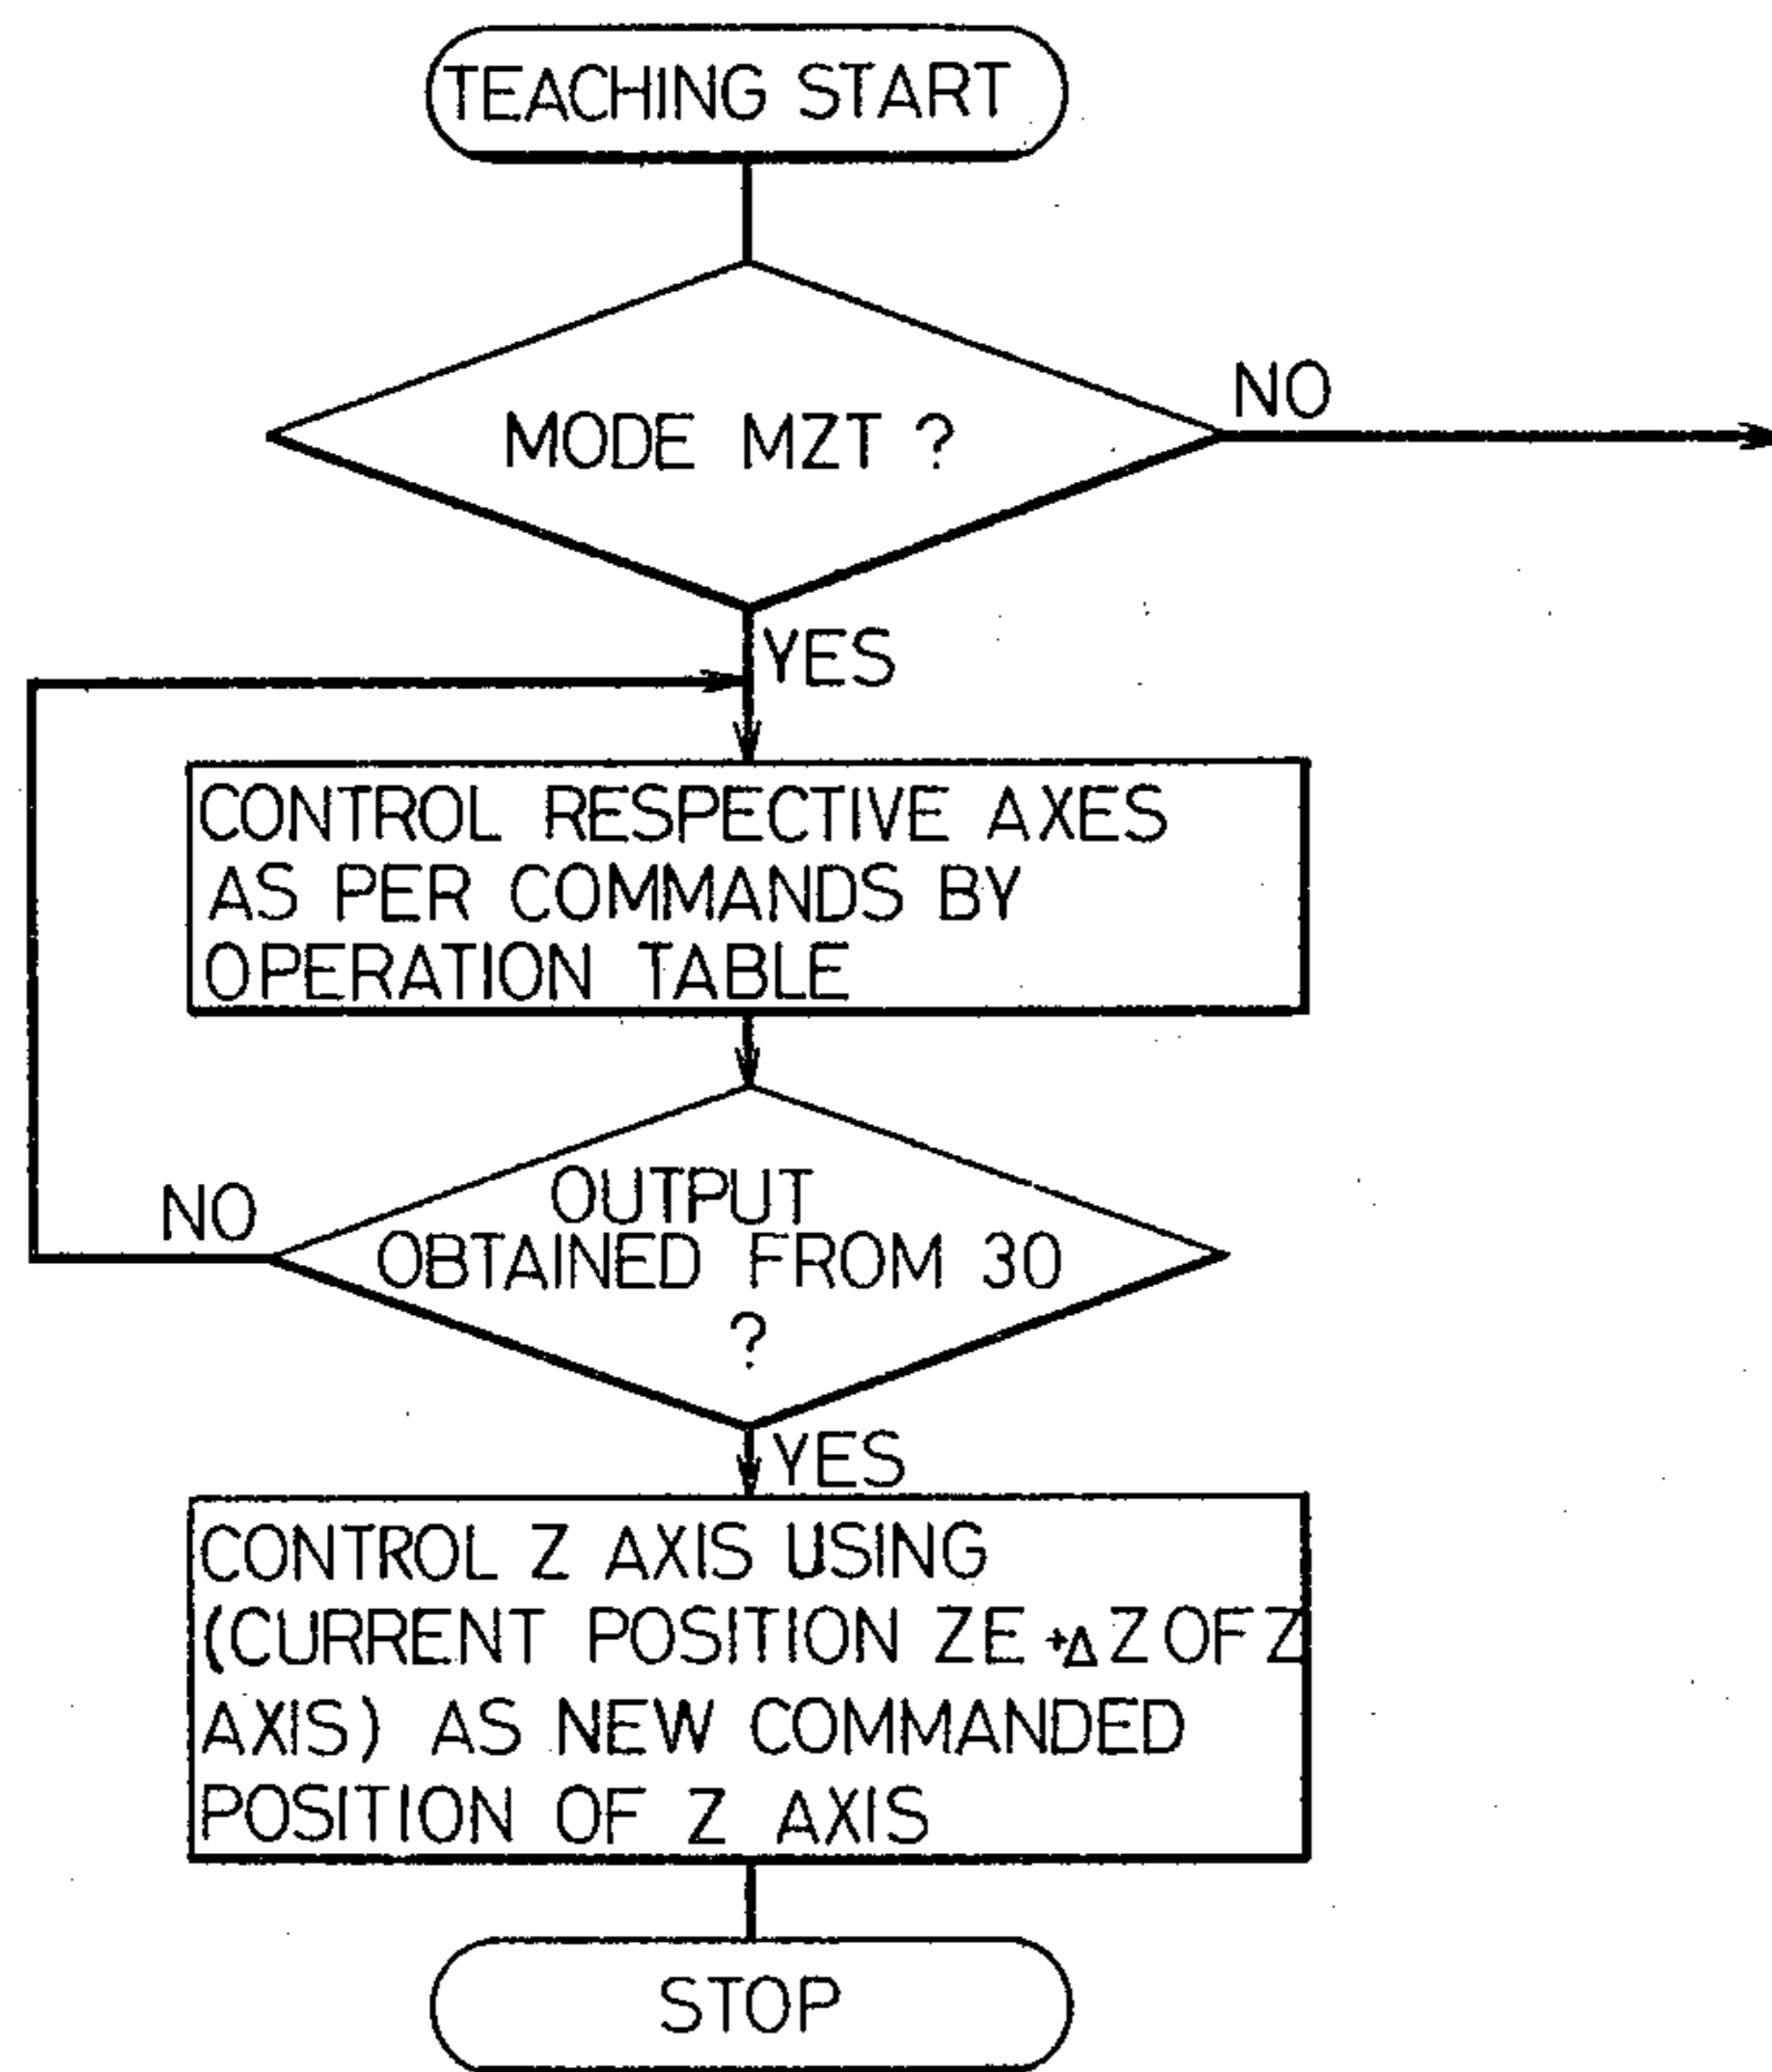 TEACHING START
MODE MZT ?
NO
YES
CONTROL RESPECTIVE AXES
AS PER COMMANDS BY
OPERATION TABLE
OUTPUT
OBTAINED FROM 30
?
NO
YES
CONTROL Z AXIS USING
(CURRENT POSITION ZE +Δ Z OF Z
AXIS) AS NEW COMMANDED
POSITION OF Z AXIS
STOP